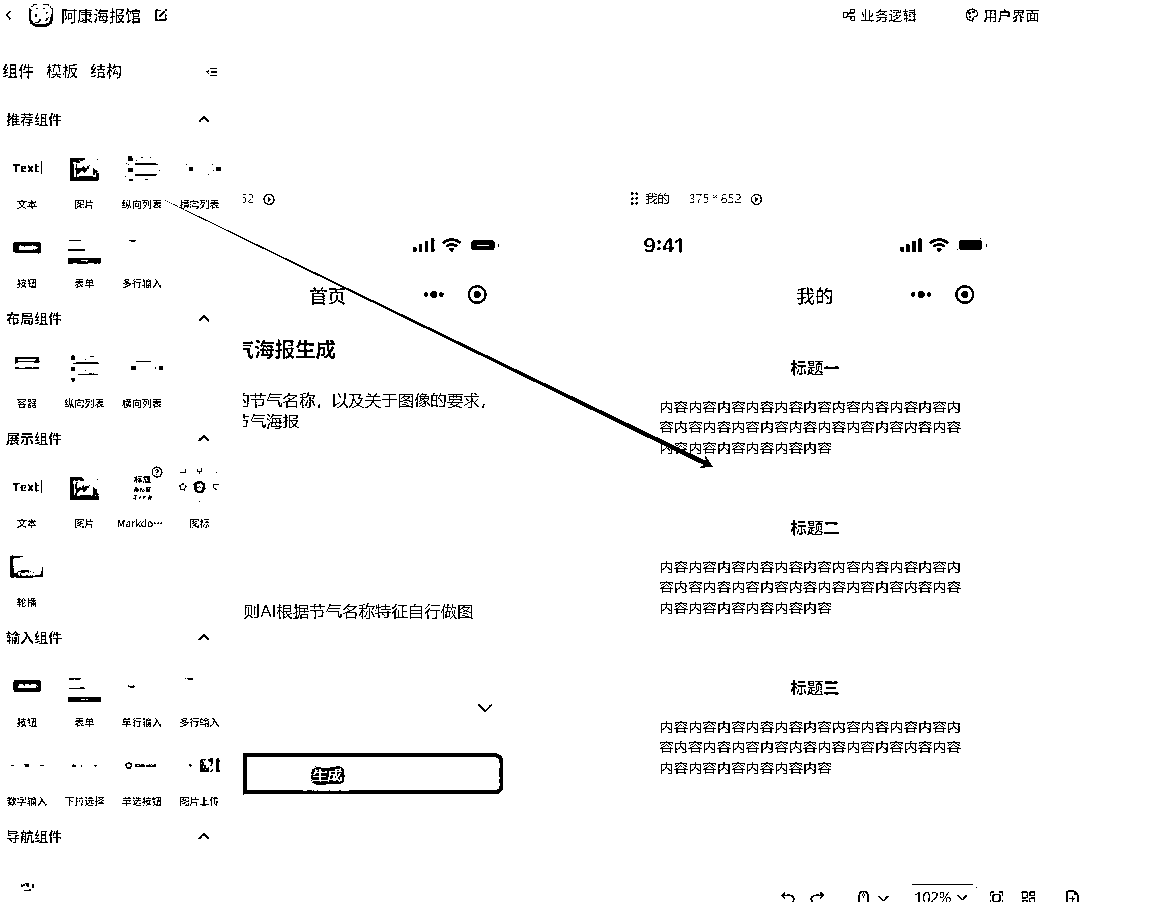 阿康海报馆
业务逻辑 用户界面
组件 模板 结构
推荐组件
Text 
文本 图片 纵向列表 横向列表
按钮 表单 多行输入
布局组件
容器 纵向列表 横向列表
展示组件
Text 标题
文本 图片 Markdo… 图标
轮播
输入组件
按钮 表单 单行输入 多行输入
数字输入 下拉选择 单选按钮 图片上传
导航组件
52
首页
气海报生成
的节气名称，以及关于图像的要求，
节气海报
则AI根据节气名称特征自行做图
生成
我的 375*652
9:41
我的
标题一
内容内容内容内容内容内容内容内容内容内容内
容内容内容内容内容内容内容内容内容内容内容
内容内容内容内容内容内容
标题二
内容内容内容内容内容内容内容内容内容内容内
容内容内容内容内容内容内容内容内容内容内容
内容内容内容内容内容内容
标题三
内容内容内容内容内容内容内容内容内容内容内
容内容内容内容内容内容内容内容内容内容内容
内容内容内容内容内容内容
102%